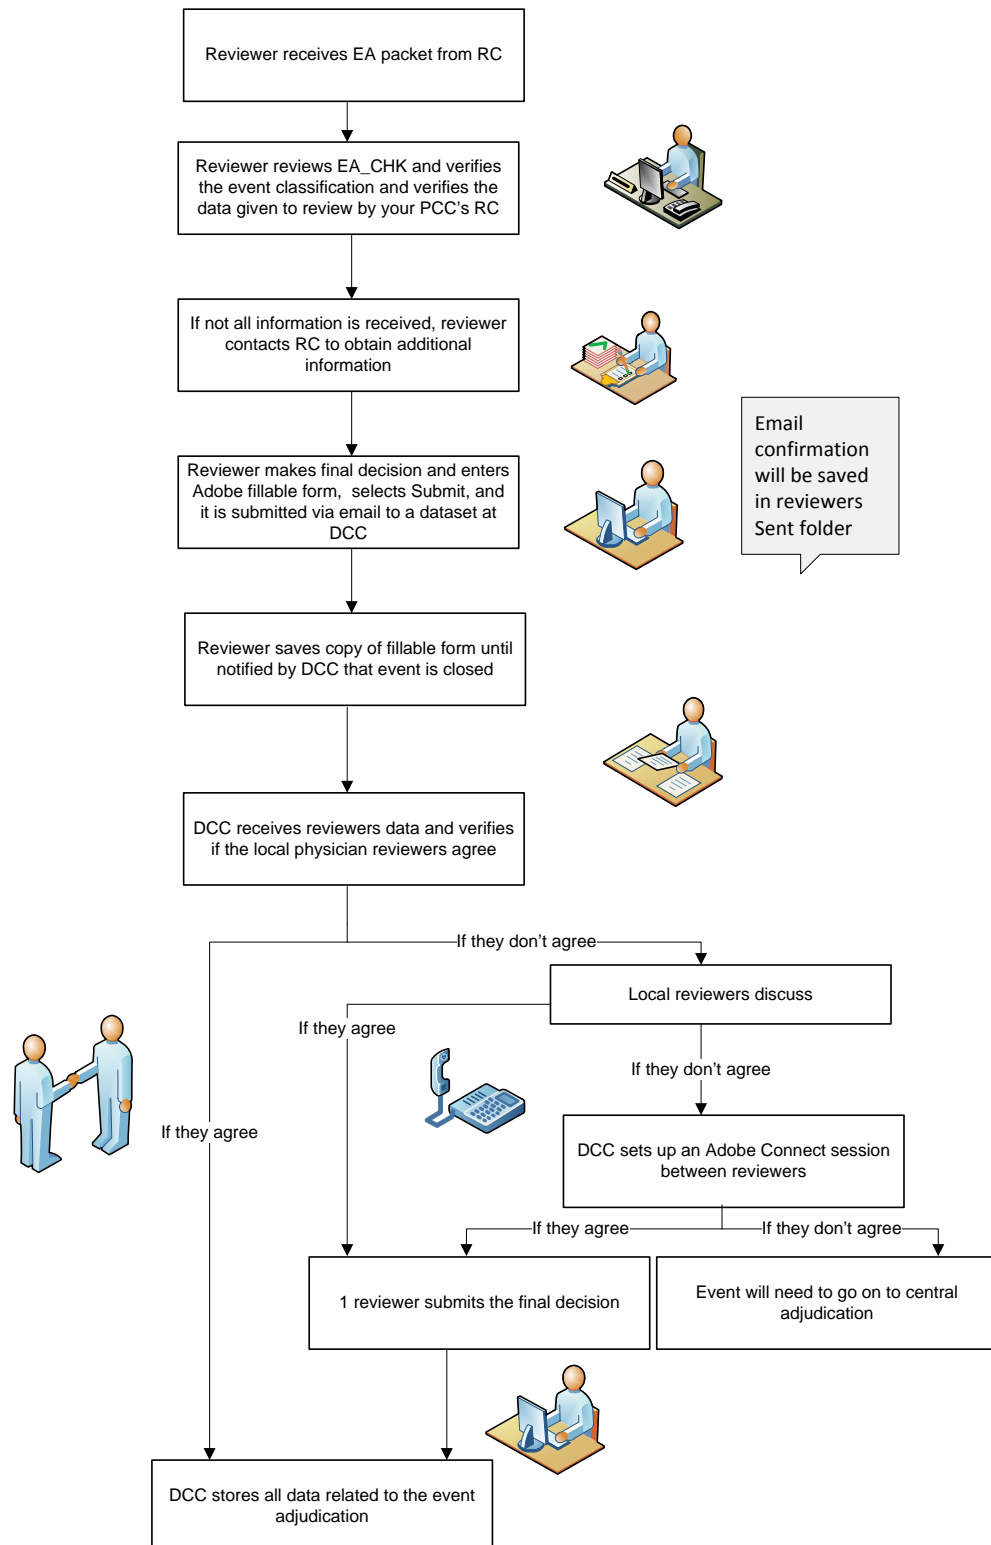 Reviewer receives EA packet from RC
Reviewer reviews EA_CHK and verifies
the event classification and verifies the
data given to review by your PCC's RC
If not all information is received, reviewer
contacts RC to obtain additional
information
Email
confirmation
will be saved
in reviewers
Sent folder
Reviewer makes final decision and enters
Adobe fillable form,  selects Submit, and
it is submitted via email to a dataset at
DCC
Reviewer saves copy of fillable form until
notified by DCC that event is closed
DCC receives reviewers data and verifies
if the local physician reviewers agree
If they don’t agree
Local reviewers discuss
If they agree
If they don’t agree
If they agree
DCC sets up an Adobe Connect session
between reviewers
If they agree
If they don’t agree
1 reviewer submits the final decision
Event will need to go on to central
adjudication
DCC stores all data related to the event
adjudication